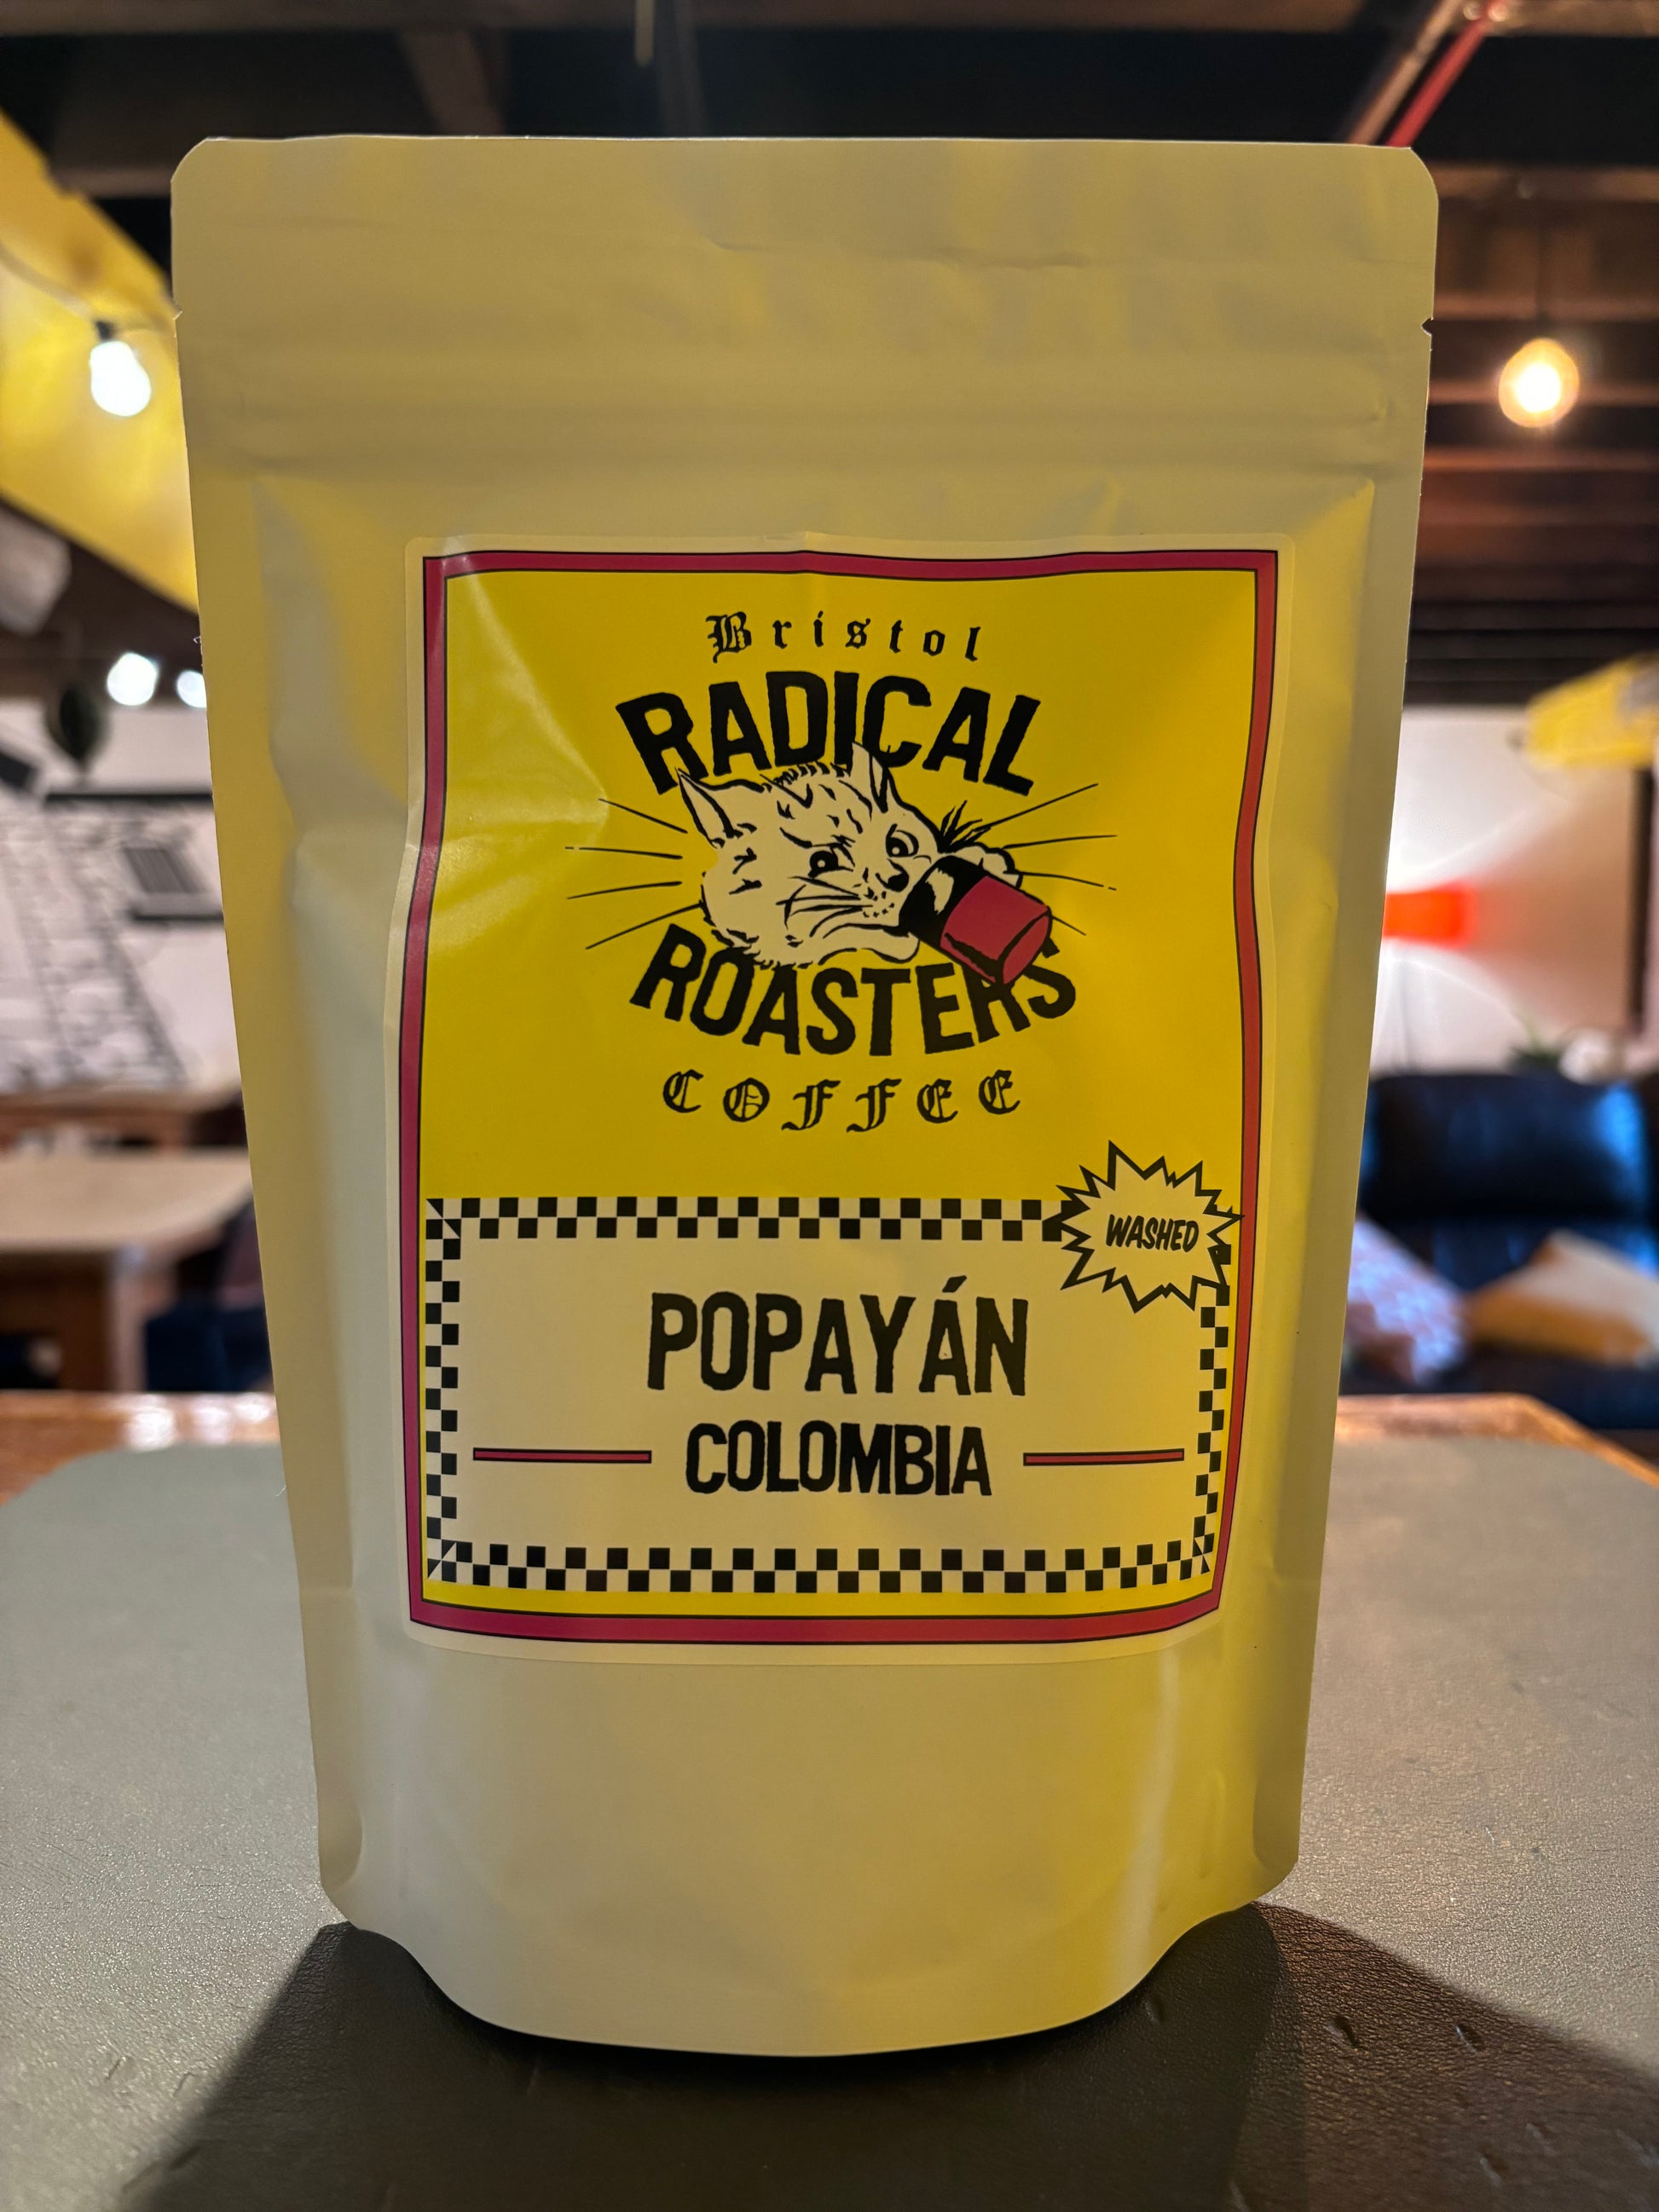 Bristol
RADICAL
ROASTERS
COFFEE
WASHED
POPAYÁN
COLOMBIA